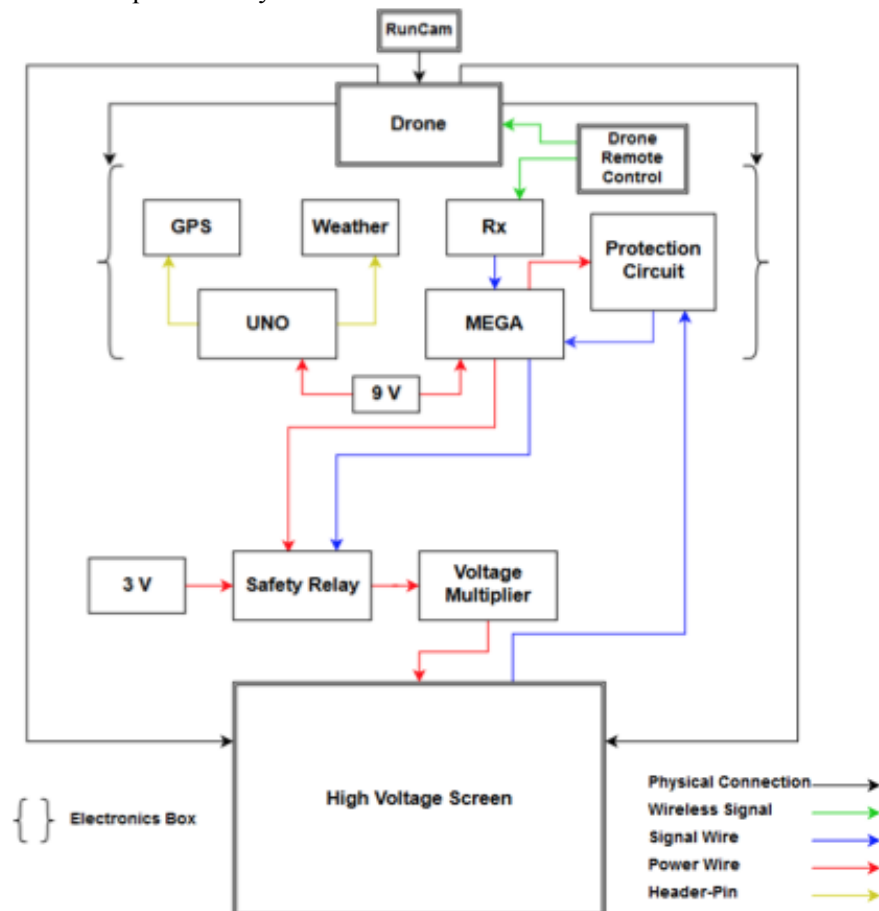 RunCam
Drone
Drone
Remote
Control
GPS
Weather
Rx
Protection
Circuit
UNO
MEGA
9 V
3 V
Safety Relay
Voltage
Multiplier
High Voltage Screen
{ } Electronics Box
Physical Connection
Wireless Signal
Signal Wire
Power Wire
Header-Pin